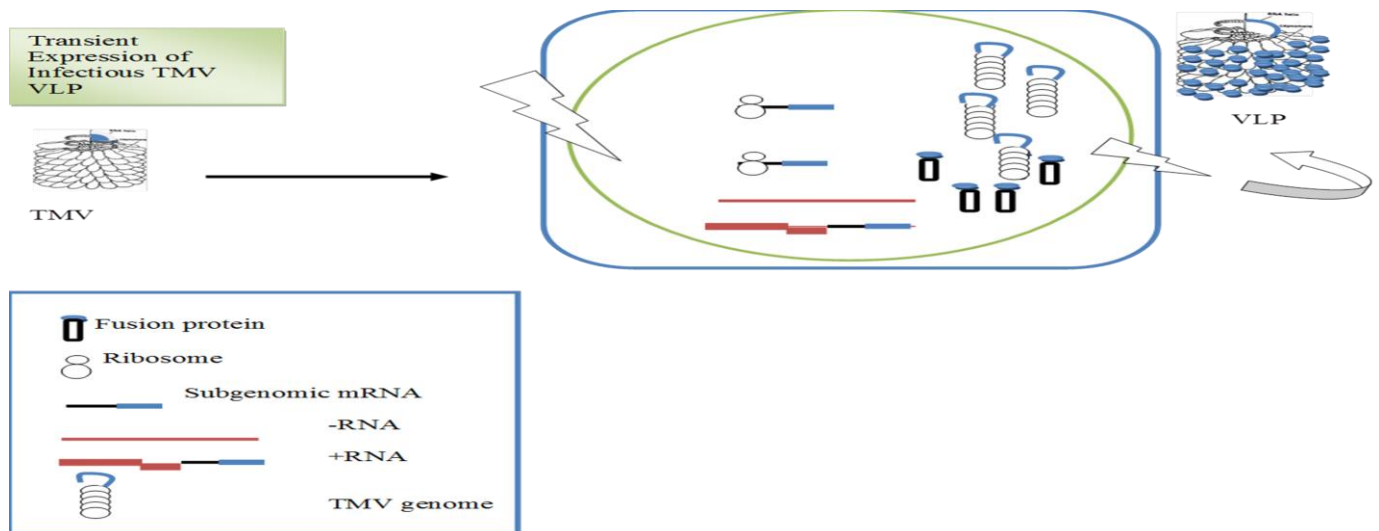 Transient
Expression of
Infectious TMV
VLP
TMV
VLP
Fusion protein
Ribosome
Subgenomic mRNA
-RNA
+RNA
TMV genome